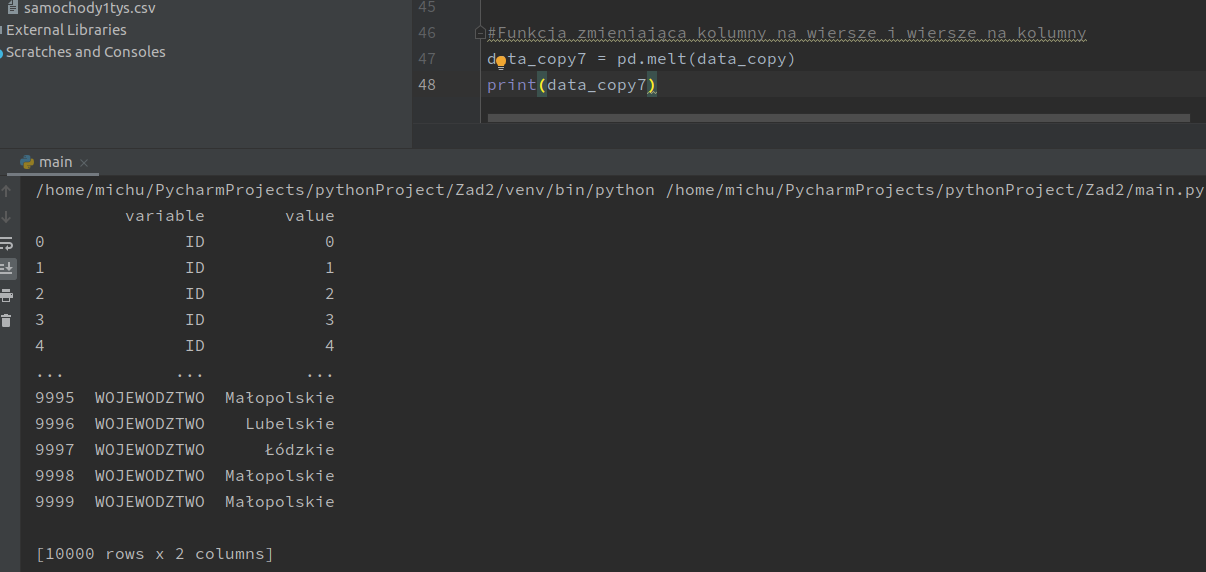 samochody1tys.csv
External Libraries
Scratches and Consoles
45
46 #Funkcja zmieniająca kolumny na wiersze i wiersze na kolumny
47 data_copy7 = pd.melt(data_copy)
48 print(data_copy7)
main
/home/michu/PycharmProjects/pythonProject/Zad2/venv/bin/python /home/michu/PycharmProjects/pythonProject/Zad2/main.py
variable value
0 ID 0
1 ID 1
2 ID 2
3 ID 3
4 ID 4
... ... ...
9995 WOJEWODZTWO Małopolskie
9996 WOJEWODZTWO Lubelskie
9997 WOJEWODZTWO Łódzkie
9998 WOJEWODZTWO Małopolskie
9999 WOJEWODZTWO Małopolskie
[10000 rows x 2 columns]